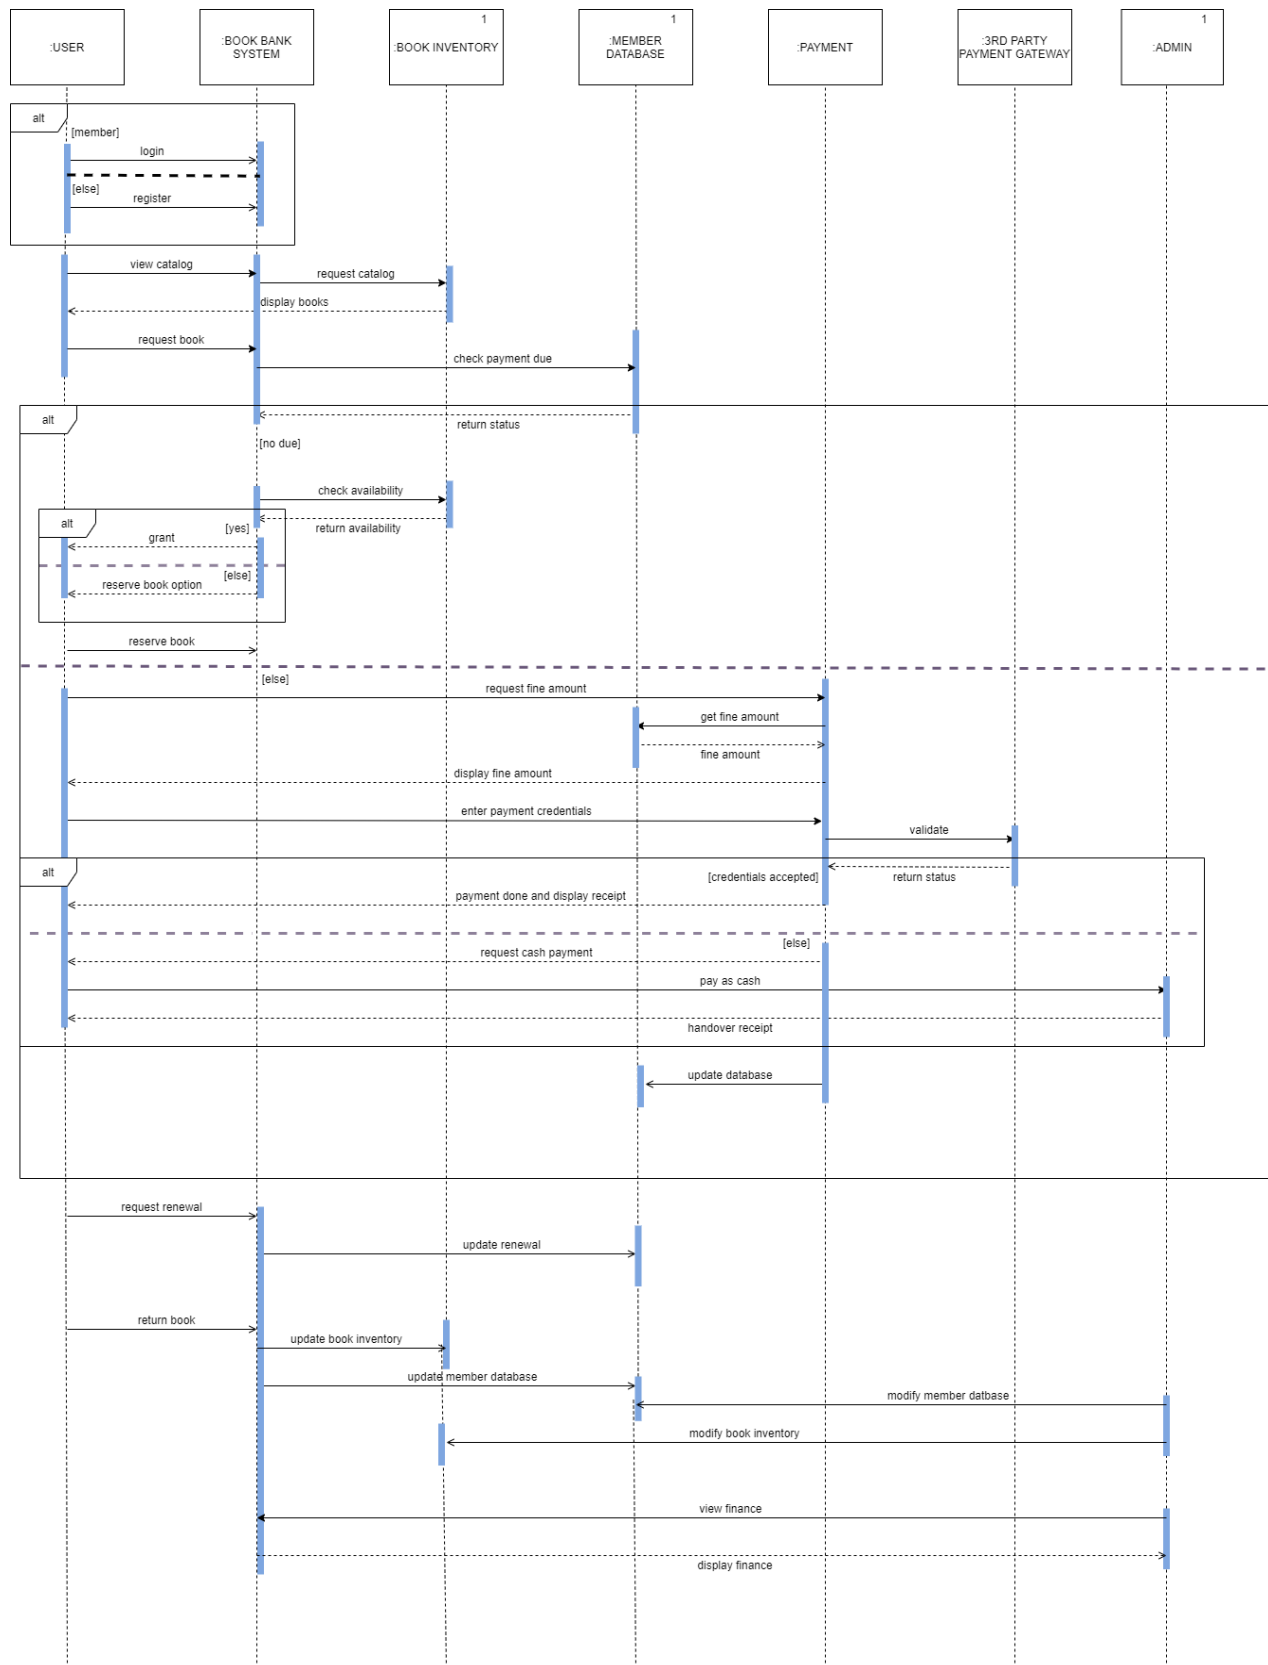 1
1
1
:USER
:BOOK BANK
SYSTEM
:BOOK INVENTORY
:MEMBER
DATABASE
:PAYMENT
:3RD PARTY
PAYMENT GATEWAY
:ADMIN
alt
[member]
login
[else]
register
view catalog
request catalog
display books
request book
check payment due
alt
return status
[no due]
check availability
alt
[yes]
return availability
grant
[else]
reserve book option
reserve book
[else]
request fine amount
get fine amount
fine amount
display fine amount
enter payment credentials
validate
alt
[credentials accepted]
return status
payment done and display receipt
[else]
request cash payment
pay as cash
handover receipt
update database
request renewal
update renewal
return book
update book inventory
update member database
modify member datbase
modify book inventory
view finance
display finance